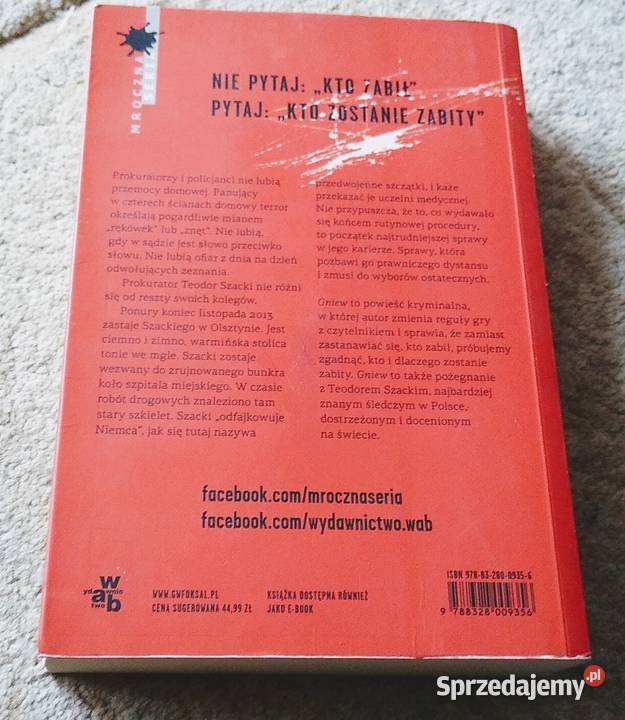 MROCZNA
SERIA
NIE PYTAJ: „KTO ZABIŁ”
PYTAJ: „KTO ZOSTANIE ZABITY”
Prokuratorzy i policjanci nie lubią
przemocy domowej. Panujący
w czterech ścianach domowy terror
określają pogardliwie mianem
„rękówek” lub „znęt”. Nie lubią,
gdy w sądzie jest słowo przeciwko
słowu. Nie lubią ofiar z dnia na dzień
odwołujących zeznania.
Prokurator Teodor Szacki nie różni
się od reszty swoich kolegów.
Ponury koniec listopada 2013
zastaje Szackiego w Olsztynie. Jest
ciemno i zimno, warmińska stolica
tonie we mgle. Szacki zostaje
wezwany do zrujnowanego bunkra
koło szpitala miejskiego. W czasie
robót drogowych znaleziono tam
stary szkielet. Szacki „odfajkowuje
Niemca”, jak się tutaj nazywa
przedwojenne szczątki, i każe
przekazać je uczelni medycznej.
Nie przypuszcza, że to, co wydawało
się końcem rutynowej procedury,
to początek najtrudniejszej sprawy
w jego karierze. Sprawy, która
pozbawi go prawniczego dystansu
i zmusi do wyborów ostatecznych.
Gniew to powieść kryminalna,
w której autor zmienia reguły gry
z czytelnikiem i sprawia, że zamiast
zastanawiać się, kto zabił, próbujemy
zgadnąć, kto i dlaczego zostanie
zabity. Gniew to także pożegnanie
z Teodorem Szackim, najbardziej
znanym śledczym w Polsce,
dostrzeżonym i docenionym
na świecie.
facebook.com/mrocznaseria
facebook.com/wydawnictwo.wab
wydawnictwo
wab
WWW.GWFOKSAL.PL
CENA SUGEROWANA 44,99 ZŁ
KSIĄŻKA DOSTĘPNA RÓWNIEŻ
JAKO E-BOOK
ISBN 978-83-280-0935-6
9 788328 009356
Sprzedajemy.pl